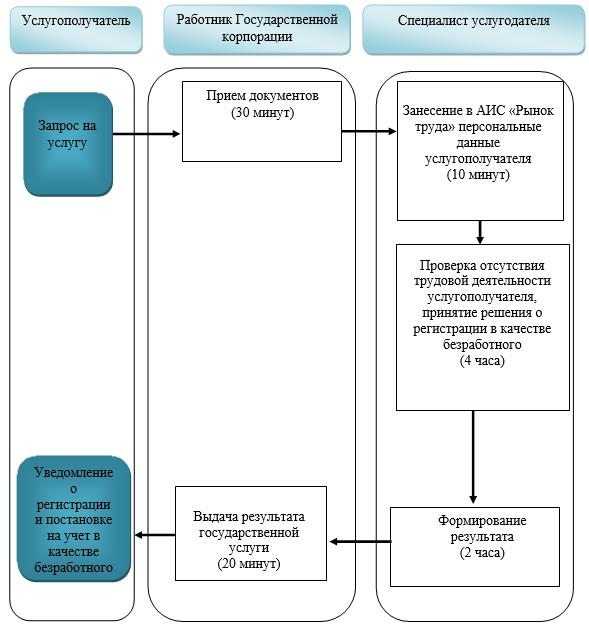 Услугополучатель
Работник Государственной
корпорации
Специалист услугодателя
Запрос на
услугу
Прием документов
(30 минут)
Занесение в АИС «Рынок
труда» персональные
данные
услугополучателя
(10 минут)
Проверка отсутствия
трудовой деятельности
услугополучателя,
принятие решения о
регистрации в качестве
безработного
(4 часа)
Формирование
результата
(2 часа)
Выдача результата
государственной
услуги
(20 минут)
Уведомление
о
регистрации
и постановке
на учет в
качестве
безработного